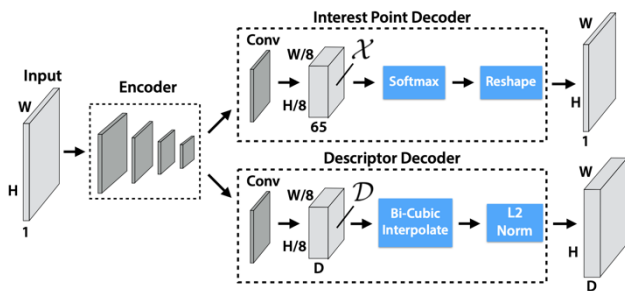 Interest Point Decoder
Conv
W/8
𝒳
W
Input
Encoder
Softmax
Reshape
W
H/8
65
H
1
H
1
Descriptor Decoder
Conv
W/8
𝒟
W
Bi-Cubic
Interpolate
L2
Norm
H/8
D
H
D